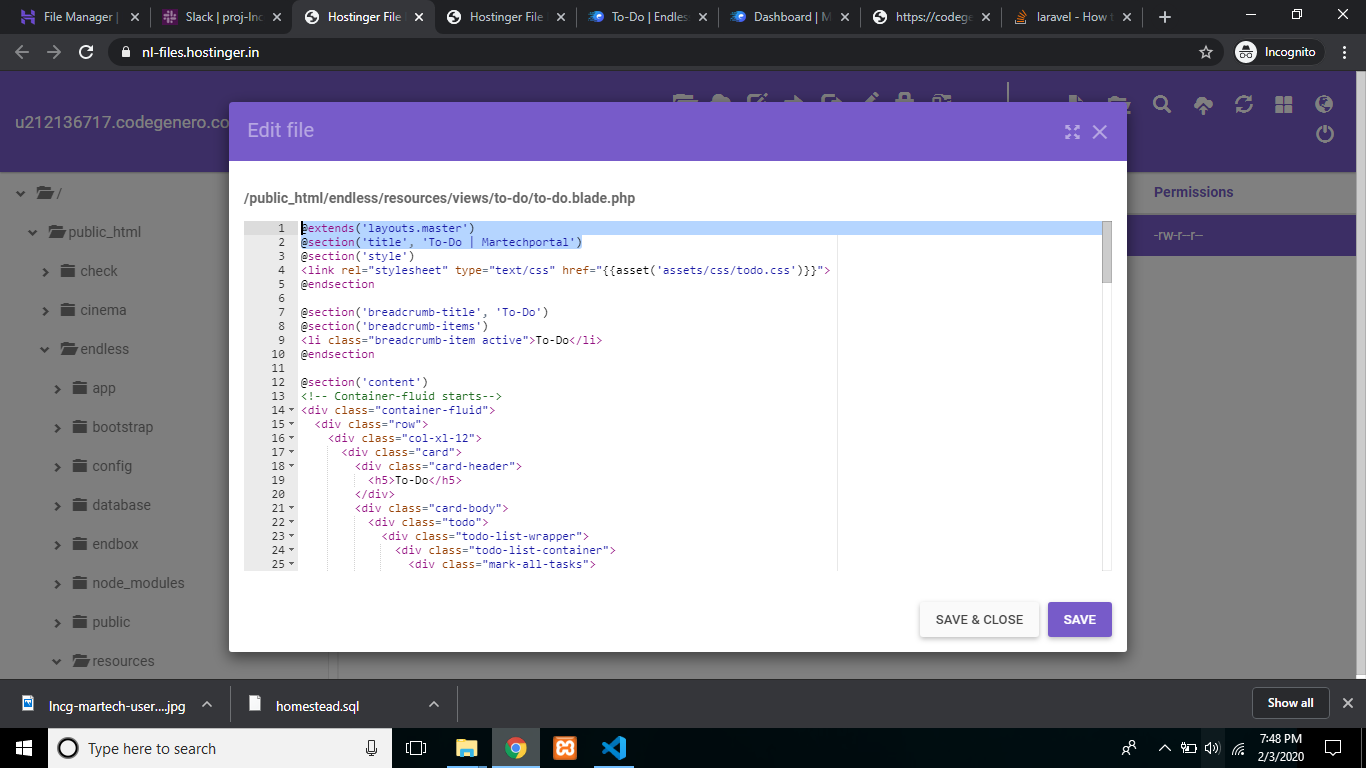 File Manager |
Slack | proj-Inc
Hostinger File
Hostinger File
To-Do | Endles
Dashboard | M
https://codege
laravel - How t
nl-files.hostinger.in
Incognito
u212136717.codegenero.co
Edit file
/public_html/endless/resources/views/to-do/to-do.blade.php
Permissions
-rw-r--r--
/
public_html
check
cinema
endless
app
bootstrap
config
database
endbox
node_modules
public
resources
1 @extends('layouts.master')
2 @section('title', 'To-Do | Martechportal')
3 @section('style')
4 <link rel="stylesheet" type="text/css" href="{{asset('assets/css/todo.css')}}">
5 @endsection
6
7 @section('breadcrumb-title', 'To-Do')
8 @section('breadcrumb-items')
9 <li class="breadcrumb-item active">To-Do</li>
10 @endsection
11
12 @section('content')
13 <!-- Container-fluid starts-->
14 <div class="container-fluid">
15 <div class="row">
16 <div class="col-xl-12">
17 <div class="card">
18 <div class="card-header">
19 <h5>To-Do</h5>
20 </div>
21 <div class="card-body">
22 <div class="todo">
23 <div class="todo-list-wrapper">
24 <div class="todo-list-container">
25 <div class="mark-all-tasks">
SAVE & CLOSE
SAVE
lncg-martech-user....jpg
homestead.sql
Show all
Type here to search
7:48 PM
2/3/2020